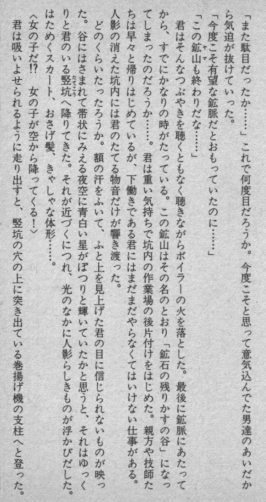 「また駄目だったか……」これで何度目だろうか。今度こそと思って意気込んでた男達のあいだか
ら気迫が抜けていった。
「今度こそ有望な鉱脈だとおもっていたのに……」
「この鉱山も終わりだな……」
君はそんなつぶやきを聴くともなく聴きながらボイラーの火を落とした。最後に鉱脈にあたって
から、すでにかなりの時がたっている。この鉱山はその名のとおり「鉱石の残りかすの谷」になっ
てしまったのだろうか……。君は重い気持ちで坑内の作業場の後片付けをはじめた。親方や技師た
ちは早々と帰りはじめているが、下働きである君にはまだまだやらなくてはいけない仕事がある。
人影の消えた坑内には君のたてる物音だけが響き渡った。
どのくらいたったろうか。額の汗をふいて、ふと上を見上げた君の目に信じられないものが映っ
た。谷にはさまれて帯状にみえる夜空に青白い星がぽつりと輝いていたかと思うと、それはゆっく
りと君のいる竪坑へ降りてきた。それが近づくにつれ、光のなかに人影らしきものが浮かびだした。
はためくスカート、おさげ髪、きゃしゃな体形……。
〈女の子だ!? 女の子が空から降ってくる!〉
君は吸いよせられるように走り出すと、竪坑の穴の上に突き出ている巻揚げ機の支柱へと登った。